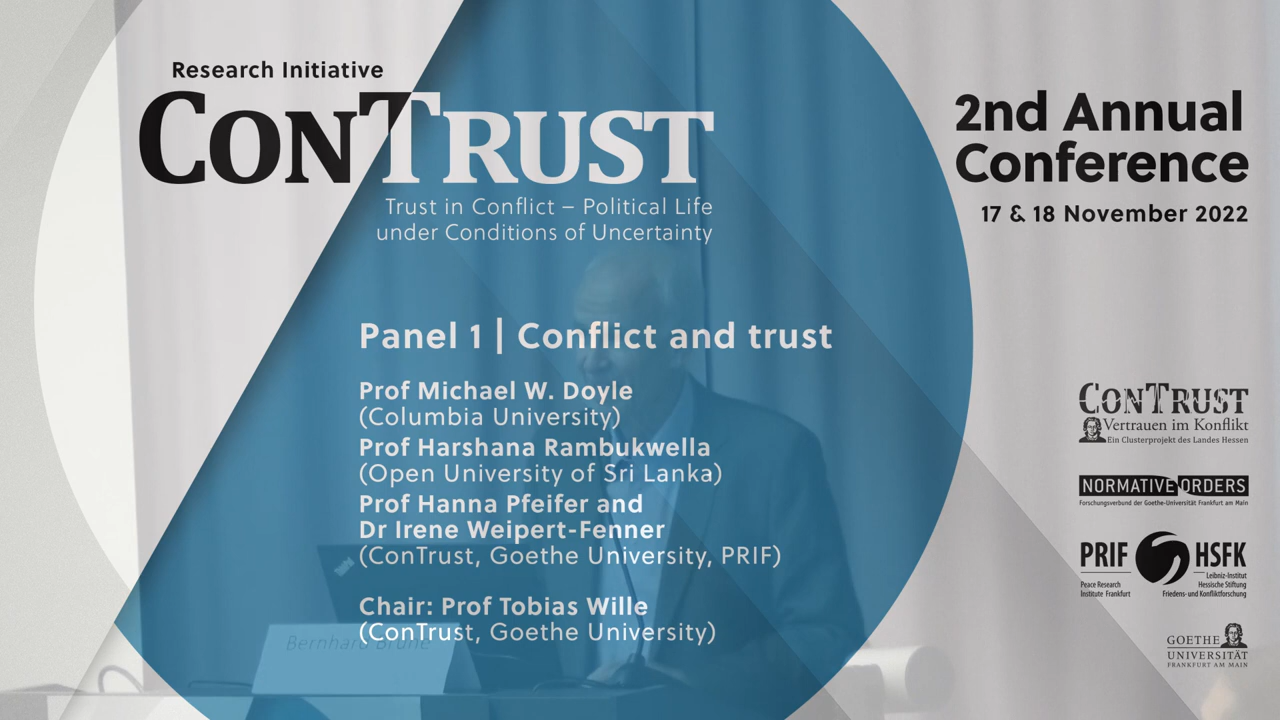 Research Initiative
CONTRUST
Trust in Conflict – Political Life
under Conditions of Uncertainty
2nd Annual
Conference
17 & 18 November 2022
Panel 1 | Conflict and trust
Prof Michael W. Doyle
(Columbia University)
Prof Harshana Rambukwella
(Open University of Sri Lanka)
Prof Hanna Pfeifer and
Dr Irene Weipert-Fenner
(ConTrust, Goethe University, PRIF)
Chair: Prof Tobias Wille
(ConTrust, Goethe University)
Bernhard Brune
CONTRUST
Vertrauen im Konflikt
Ein Clusterprojekt des Landes Hessen
NORMATIVE ORDERS
Forschungsverbund der Goethe-Universität Frankfurt am Main
PRIF HSFK
Peace Research
Institute Frankfurt
Leibniz-Institut
Hessische Stiftung
Friedens- und Konfliktforschung
GOETHE
UNIVERSITÄT
FRANKFURT AM MAIN